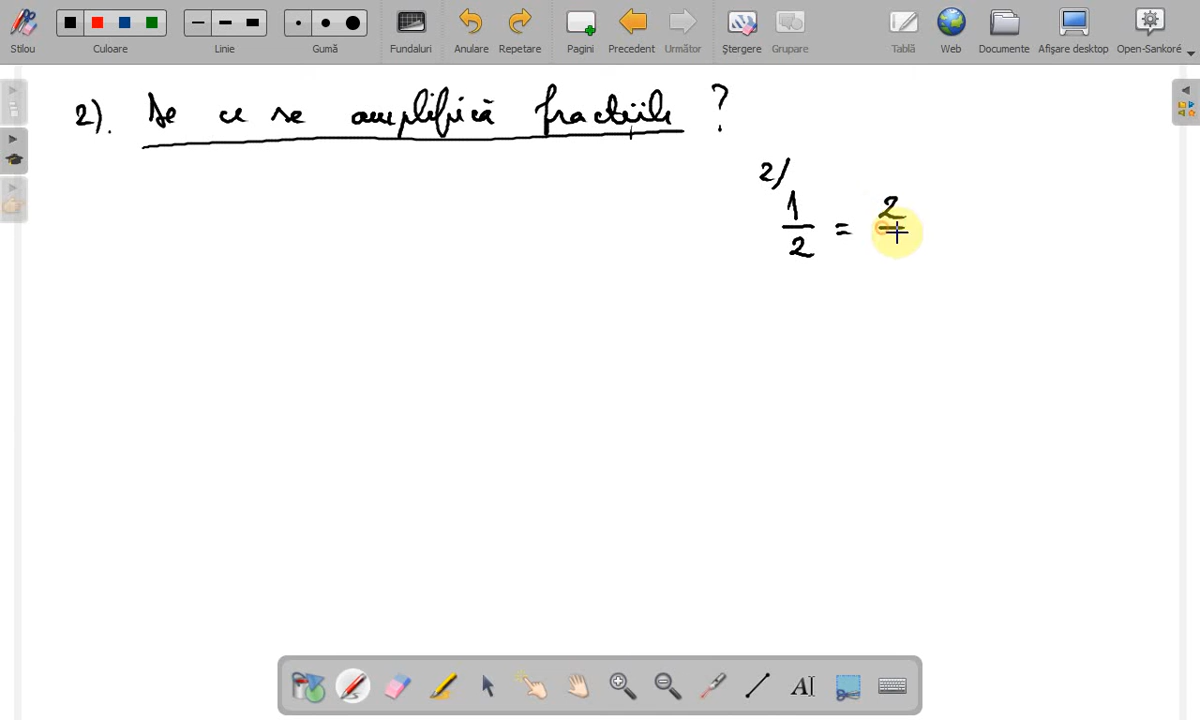 Stilou Culoare Linie Gumă Fundaluri Anulare Repetare Pagini Precedent Următor Ștergere Grupare Tablă Web Documente Afișare desktop Open-Sankoré
2). De ce se amplifică fracțiile ?
2/
1 2
— = —
2